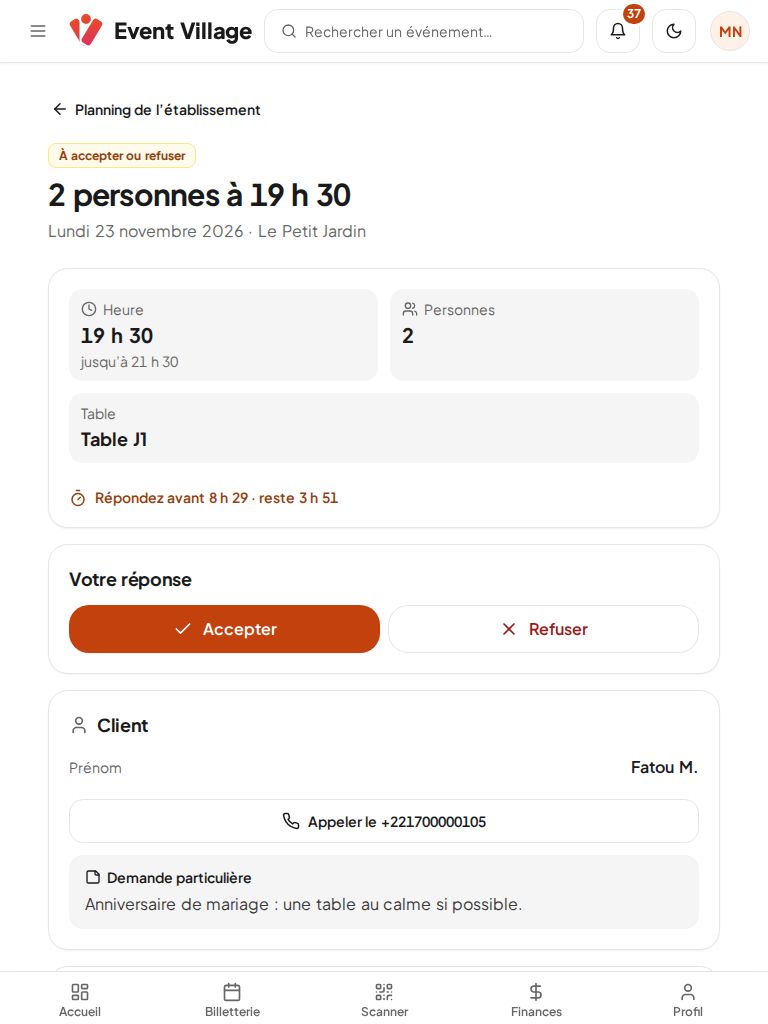 Event Village
Rechercher un événement...
37
MN
Planning de l'établissement
À accepter ou refuser
2 personnes à 19 h 30
Lundi 23 novembre 2026 · Le Petit Jardin
Heure
19 h 30
jusqu'à 21 h 30
Personnes
2
Table
Table J1
Répondez avant 8 h 29 · reste 3 h 51
Votre réponse
Accepter
Refuser
Client
Prénom
Fatou M.
Appeler le +221700000105
Demande particulière
Anniversaire de mariage : une table au calme si possible.
Accueil
Billetterie
Scanner
Finances
Profil